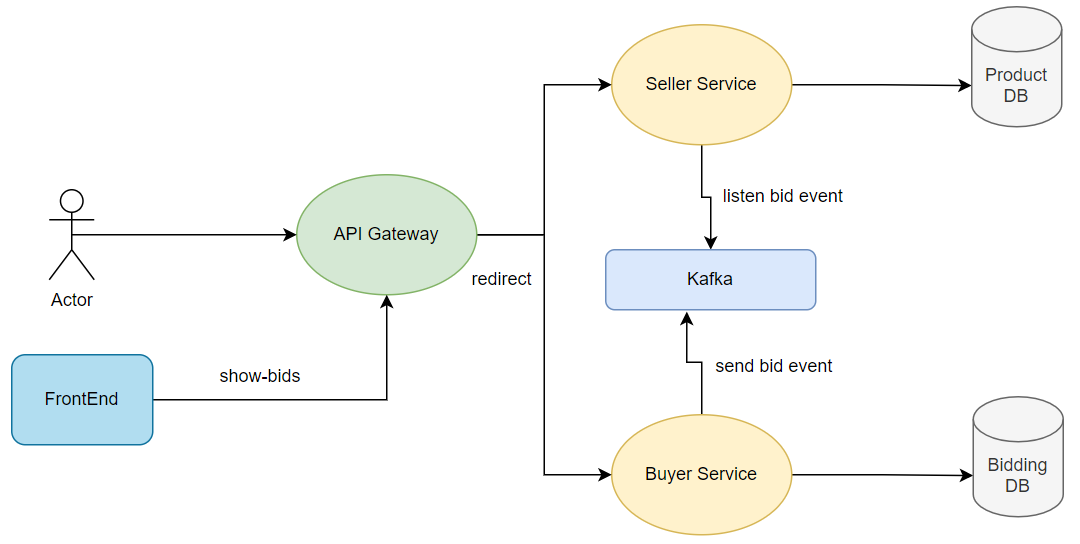 Seller Service
Product
DB
listen bid event
API Gateway
Actor
redirect
Kafka
show-bids
send bid event
FrontEnd
Buyer Service
Bidding
DB